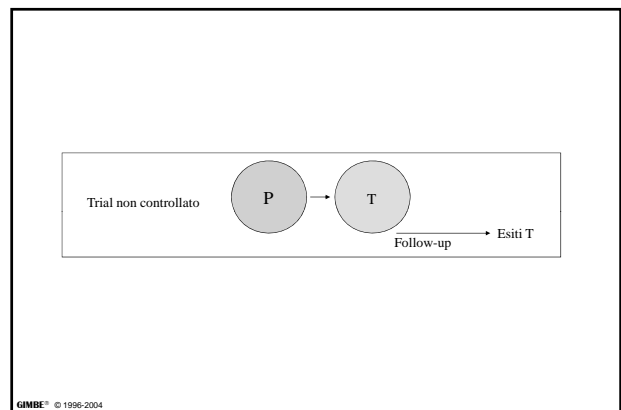 Trial non controllato
P
T
Follow-up
Esiti T
GIMBE® © 1996-2004